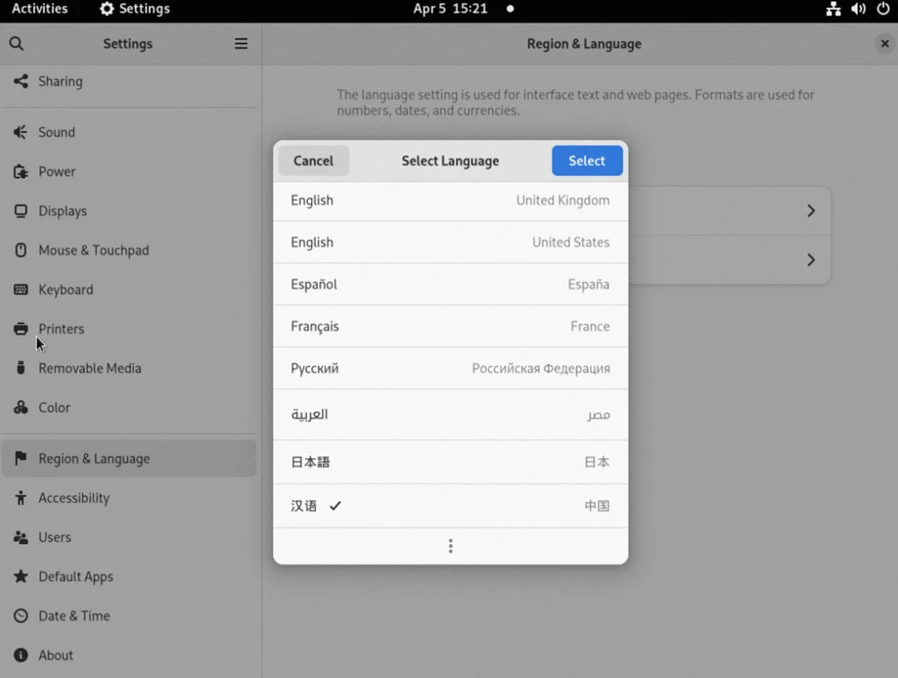 Activities Settings Apr 5 15:21
Settings
Region & Language
Sharing
Sound
Power
Displays
Mouse & Touchpad
Keyboard
Printers
Removable Media
Color
Region & Language
Accessibility
Users
Default Apps
Date & Time
About
The language setting is used for interface text and web pages. Formats are used for
numbers, dates, and currencies.
Cancel Select Language Select
English United Kingdom
English United States
Español España
Français France
Русский Российская Федерация
العربية مصر
日本語 日本
汉语 中国